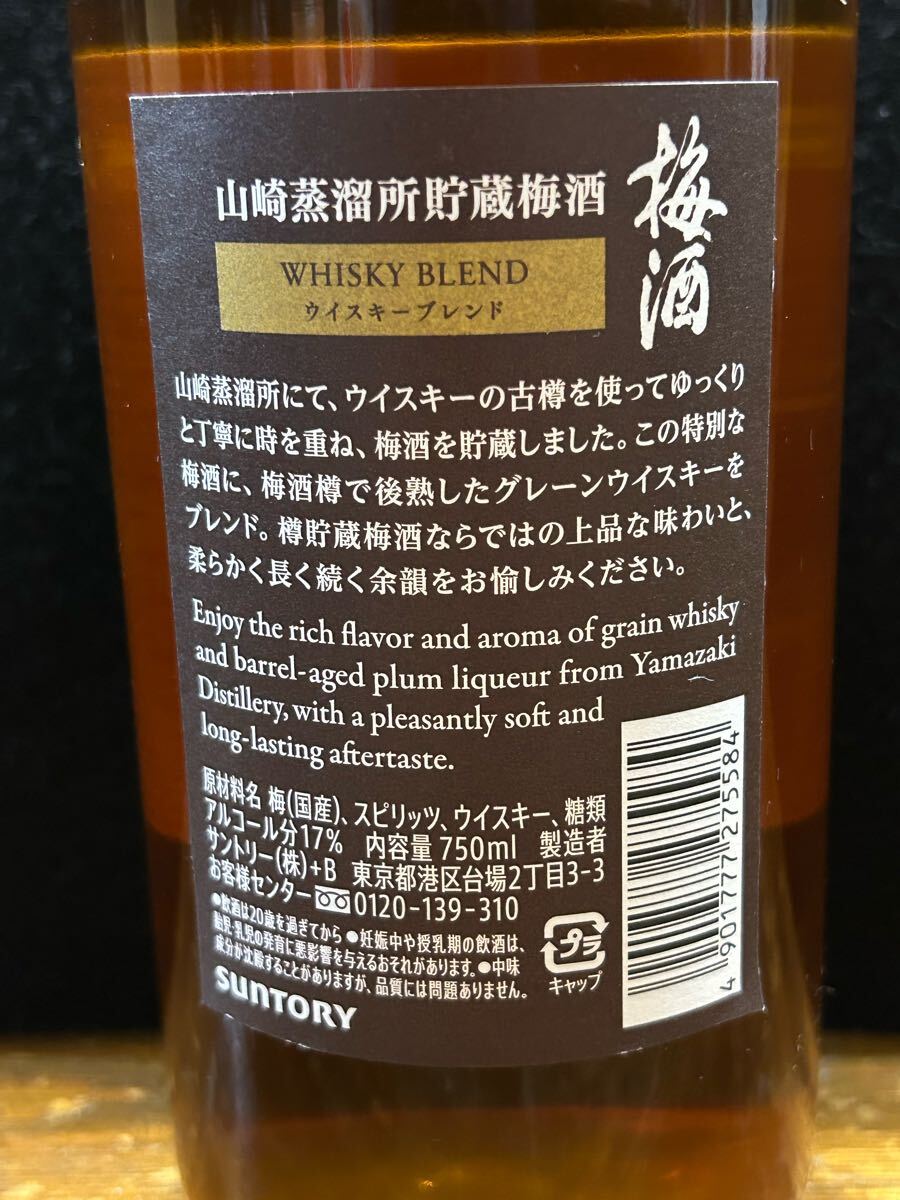 山崎蒸溜所貯蔵梅酒
梅酒
WHISKY BLEND
ウイスキーブレンド
山崎蒸溜所にて、ウイスキーの古樽を使ってゆっくり
と丁寧に時を重ね、梅酒を貯蔵しました。この特別な
梅酒に、梅酒樽で後熟したグレーンウイスキーを
ブレンド。樽貯蔵梅酒ならではの上品な味わいと、
柔らかく長く続く余韻をお愉しみください。
Enjoy the rich flavor and aroma of grain whisky
and barrel-aged plum liqueur from Yamazaki
Distillery, with a pleasantly soft and
long-lasting aftertaste.
原材料名 梅(国産)、スピリッツ、ウイスキー、糖類
アルコール分17% 内容量 750ml 製造者
サントリー(株)+B 東京都港区台場2丁目3-3
お客様センター 0120-139-310
●飲酒は20歳を過ぎてから ●妊娠中や授乳期の飲酒は、
胎児・乳児の発育に悪影響を与えるおそれがあります。●中味
成分が沈殿することがありますが、品質には問題ありません。
SUNTORY
プラ
キャップ
4 901777 275584